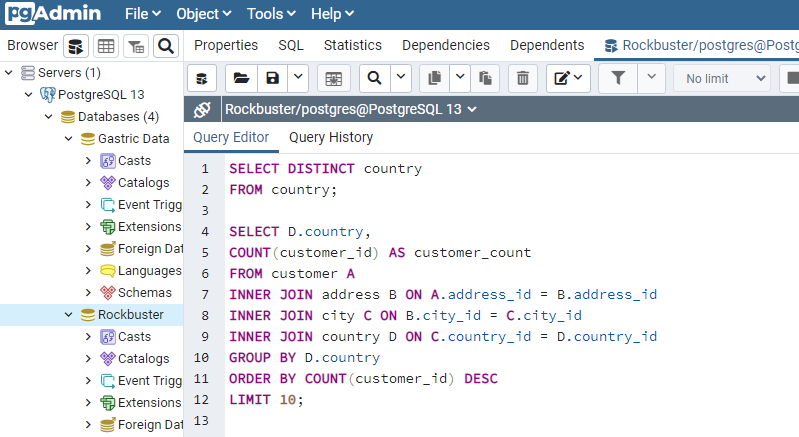 pgAdmin File Object Tools Help
Browser Properties SQL Statistics Dependencies Dependents Rockbuster/postgres@Postg
Servers (1)
PostgreSQL 13
Databases (4)
Gastric Data
Casts
Catalogs
Event Trigg
Extensions
Foreign Dat
Languages
Schemas
Rockbuster
Casts
Catalogs
Event Trigg
Extensions
Foreign Dat
No limit
Rockbuster/postgres@PostgreSQL 13
Query Editor Query History
1 SELECT DISTINCT country
2 FROM country;
3
4 SELECT D.country,
5 COUNT(customer_id) AS customer_count
6 FROM customer A
7 INNER JOIN address B ON A.address_id = B.address_id
8 INNER JOIN city C ON B.city_id = C.city_id
9 INNER JOIN country D ON C.country_id = D.country_id
10 GROUP BY D.country
11 ORDER BY COUNT(customer_id) DESC
12 LIMIT 10;
13